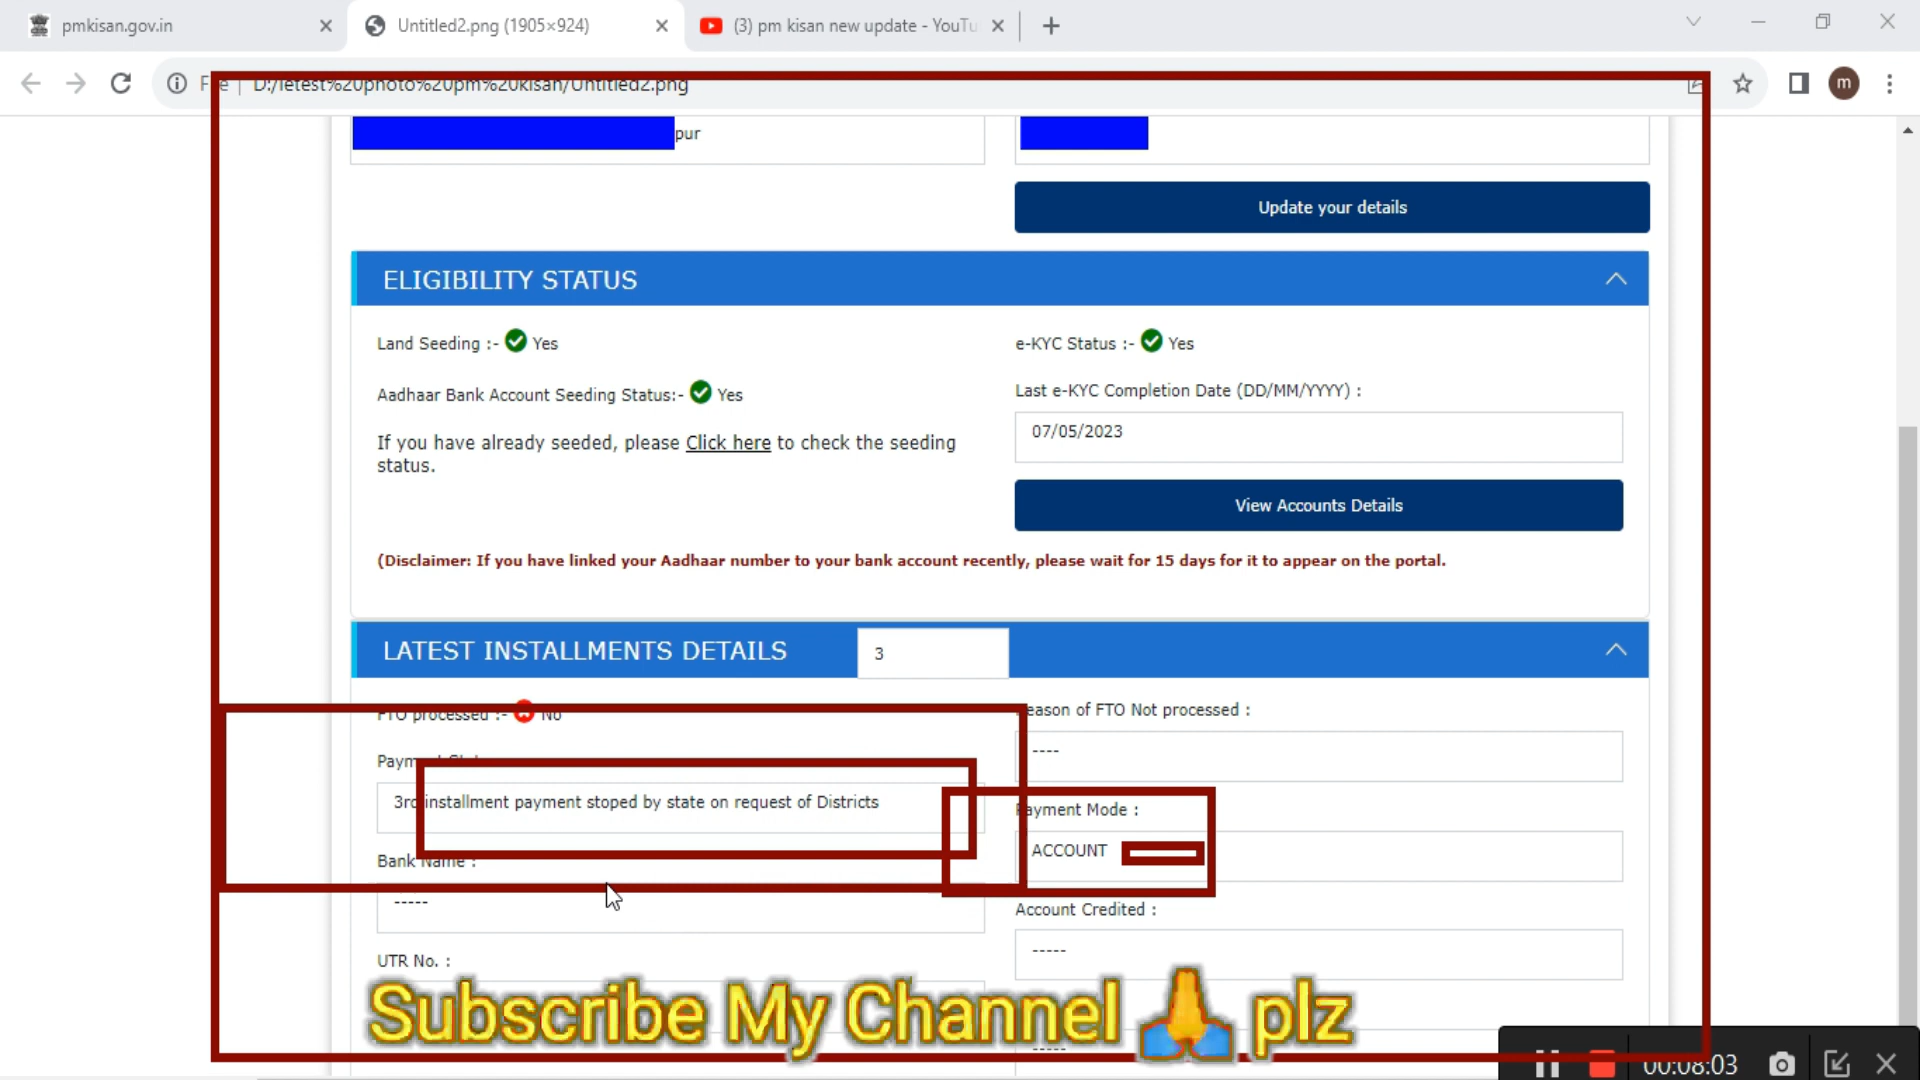 pmkisan.gov.in
Untitled2.png (1905×924)
(3) pm kisan new update - YouTu
D:/letest%20photo%20pm%20kisan/Untitled2.png
m
pur
Update your details
ELIGIBILITY STATUS
Land Seeding :- Yes
e-KYC Status :- Yes
Aadhaar Bank Account Seeding Status:- Yes
Last e-KYC Completion Date (DD/MM/YYYY) :
07/05/2023
If you have already seeded, please Click here to check the seeding
status.
View Accounts Details
(Disclaimer: If you have linked your Aadhaar number to your bank account recently, please wait for 15 days for it to appear on the portal.
LATEST INSTALLMENTS DETAILS
3
FTO processed :- No
Reason of FTO Not processed :
----
3rd installment payment stoped by state on request of Districts
Payment Mode :
ACCOUNT
Bank Name :
-----
Account Credited :
-----
UTR No. :
Subscribe My Channel 🙏 plz
-----
00:08:03